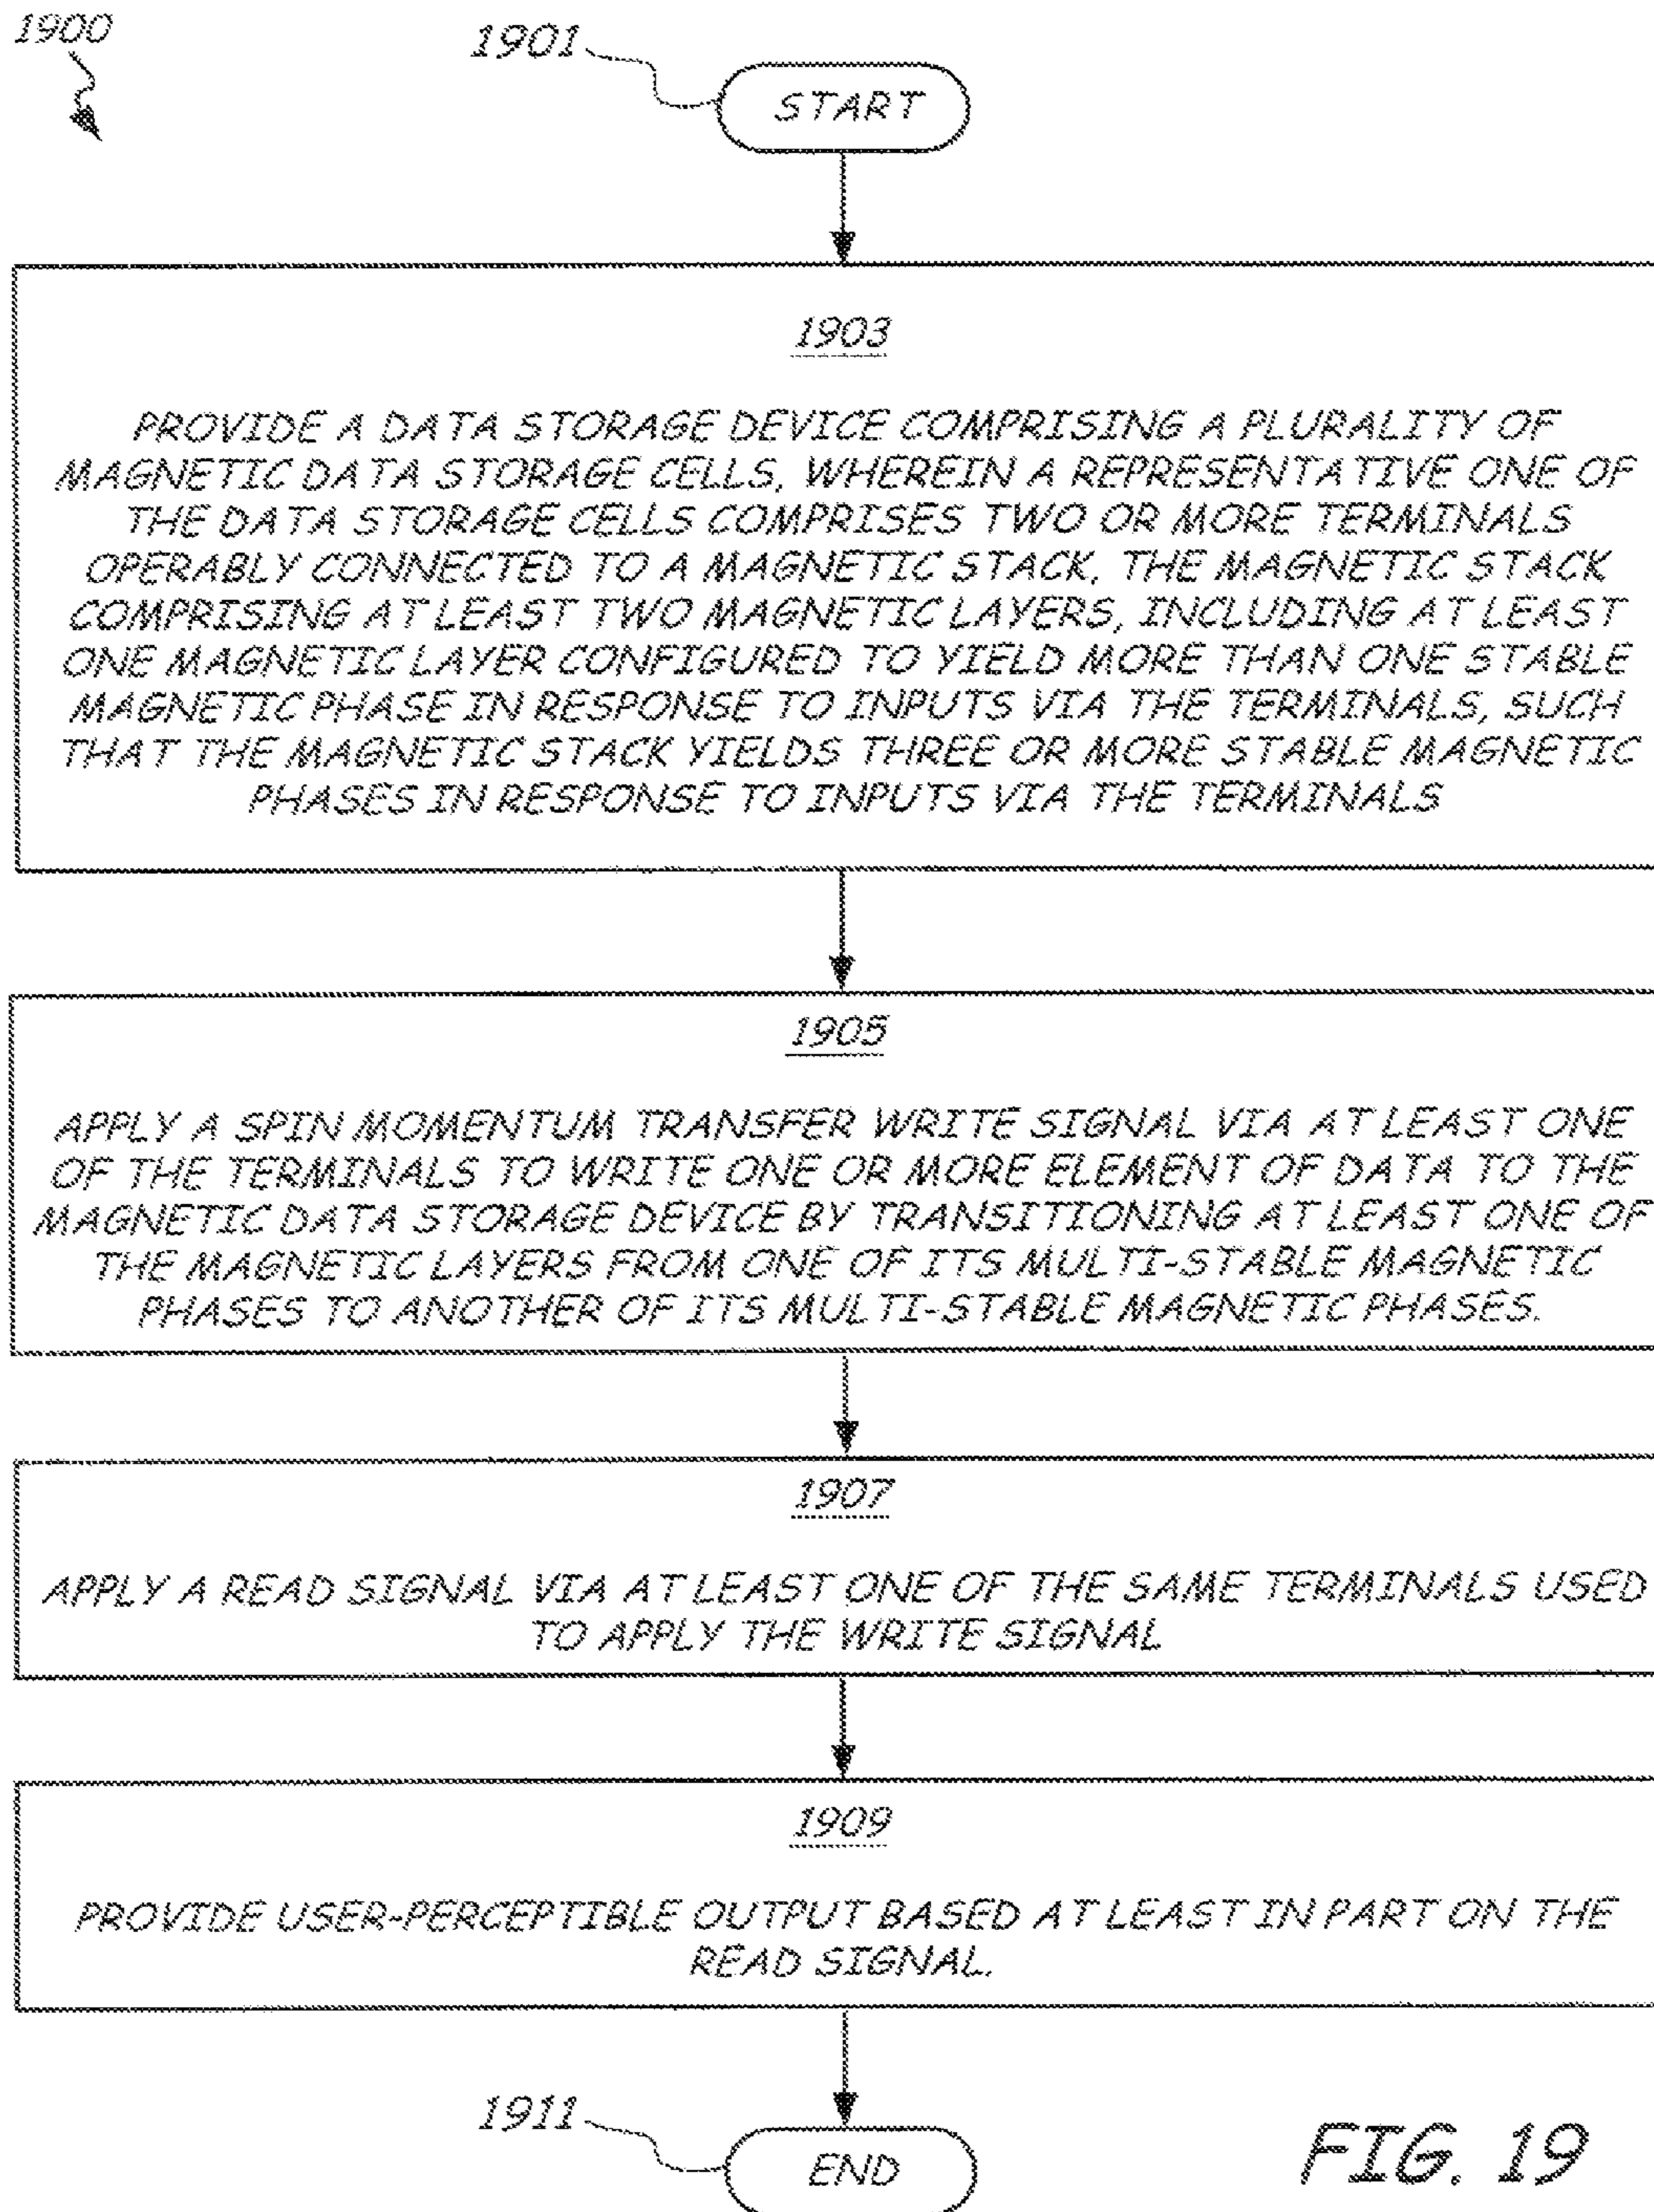 1900
1901
START
1903
PROVIDE A DATA STORAGE DEVICE COMPRISING A PLURALITY OF
MAGNETIC DATA STORAGE CELLS, WHEREIN A REPRESENTATIVE ONE OF
THE DATA STORAGE CELLS COMPRISES TWO OR MORE TERMINALS
OPERABLY CONNECTED TO A MAGNETIC STACK, THE MAGNETIC STACK
COMPRISING AT LEAST TWO MAGNETIC LAYERS, INCLUDING AT LEAST
ONE MAGNETIC LAYER CONFIGURED TO YIELD MORE THAN ONE STABLE
MAGNETIC PHASE IN RESPONSE TO INPUTS VIA THE TERMINALS, SUCH
THAT THE MAGNETIC STACK YIELDS THREE OR MORE STABLE MAGNETIC
PHASES IN RESPONSE TO INPUTS VIA THE TERMINALS
1905
APPLY A SPIN MOMENTUM TRANSFER WRITE SIGNAL VIA AT LEAST ONE
OF THE TERMINALS TO WRITE ONE OR MORE ELEMENT OF DATA TO THE
MAGNETIC DATA STORAGE DEVICE BY TRANSITIONING AT LEAST ONE OF
THE MAGNETIC LAYERS FROM ONE OF ITS MULTI-STABLE MAGNETIC
PHASES TO ANOTHER OF ITS MULTI-STABLE MAGNETIC PHASES.
1907
APPLY A READ SIGNAL VIA AT LEAST ONE OF THE SAME TERMINALS USED
TO APPLY THE WRITE SIGNAL
1909
PROVIDE USER-PERCEPTIBLE OUTPUT BASED AT LEAST IN PART ON THE
READ SIGNAL.
1911
END
FIG. 19